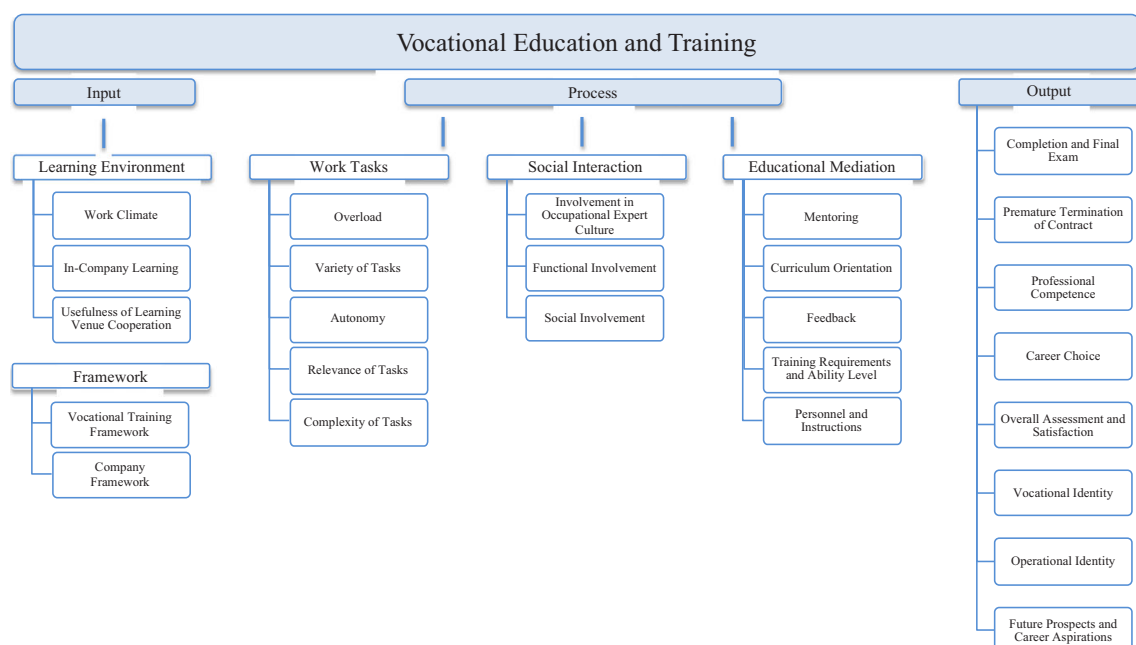 Vocational Education and Training
Input
Process
Output
Learning Environment
Work Climate
In-Company Learning
Usefulness of Learning
Venue Cooperation
Framework
Vocational Training
Framework
Company
Framework
Work Tasks
Overload
Variety of Tasks
Autonomy
Relevance of Tasks
Complexity of Tasks
Social Interaction
Involvement in
Occupational Expert
Culture
Functional Involvement
Social Involvement
Educational Mediation
Mentoring
Curriculum Orientation
Feedback
Training Requirements
and Ability Level
Personnel and
Instructions
Completion and Final
Exam
Premature Termination
of Contract
Professional
Competence
Career Choice
Overall Assessment and
Satisfaction
Vocational Identity
Operational Identity
Future Prospects and
Career Aspirations